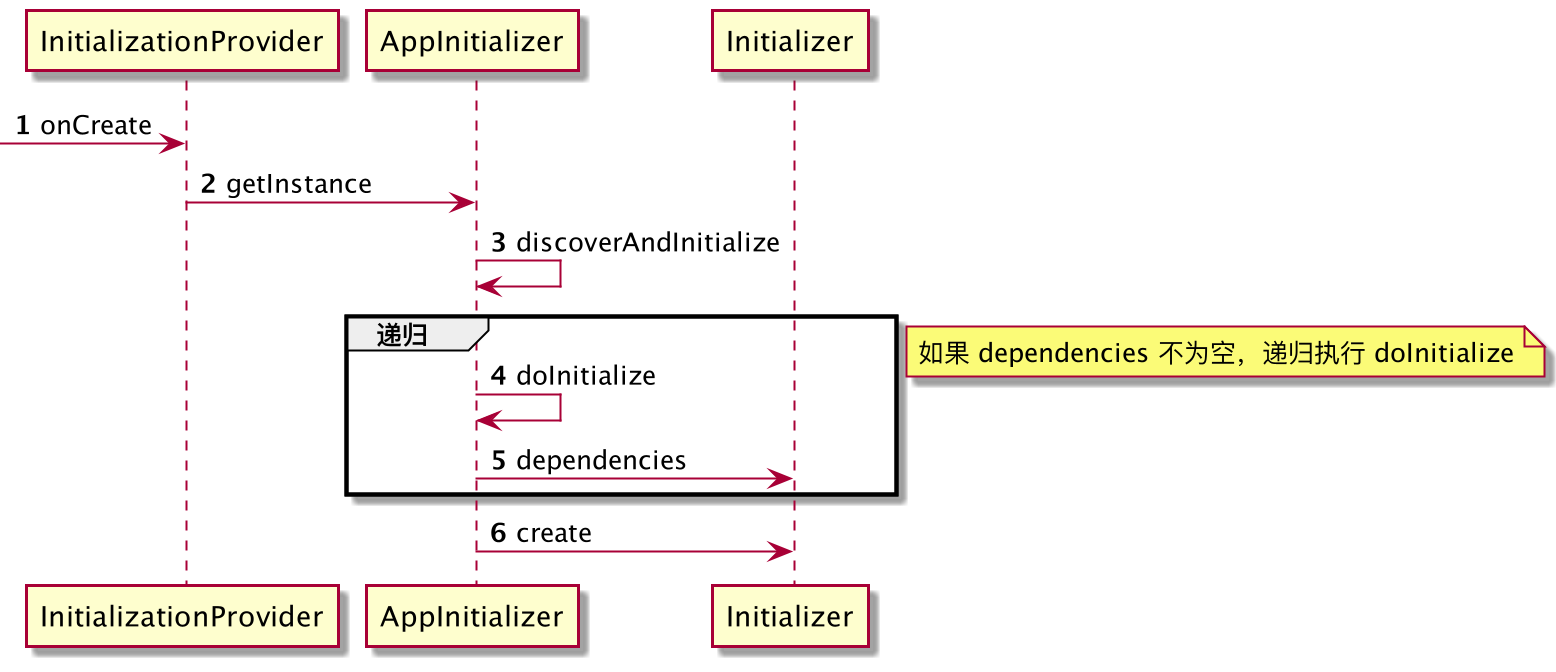 InitializationProvider AppInitializer Initializer
1 onCreate
2 getInstance
3 discoverAndInitialize
递归
如果 dependencies 不为空，递归执行 doInitialize
4 doInitialize
5 dependencies
6 create
InitializationProvider AppInitializer Initializer